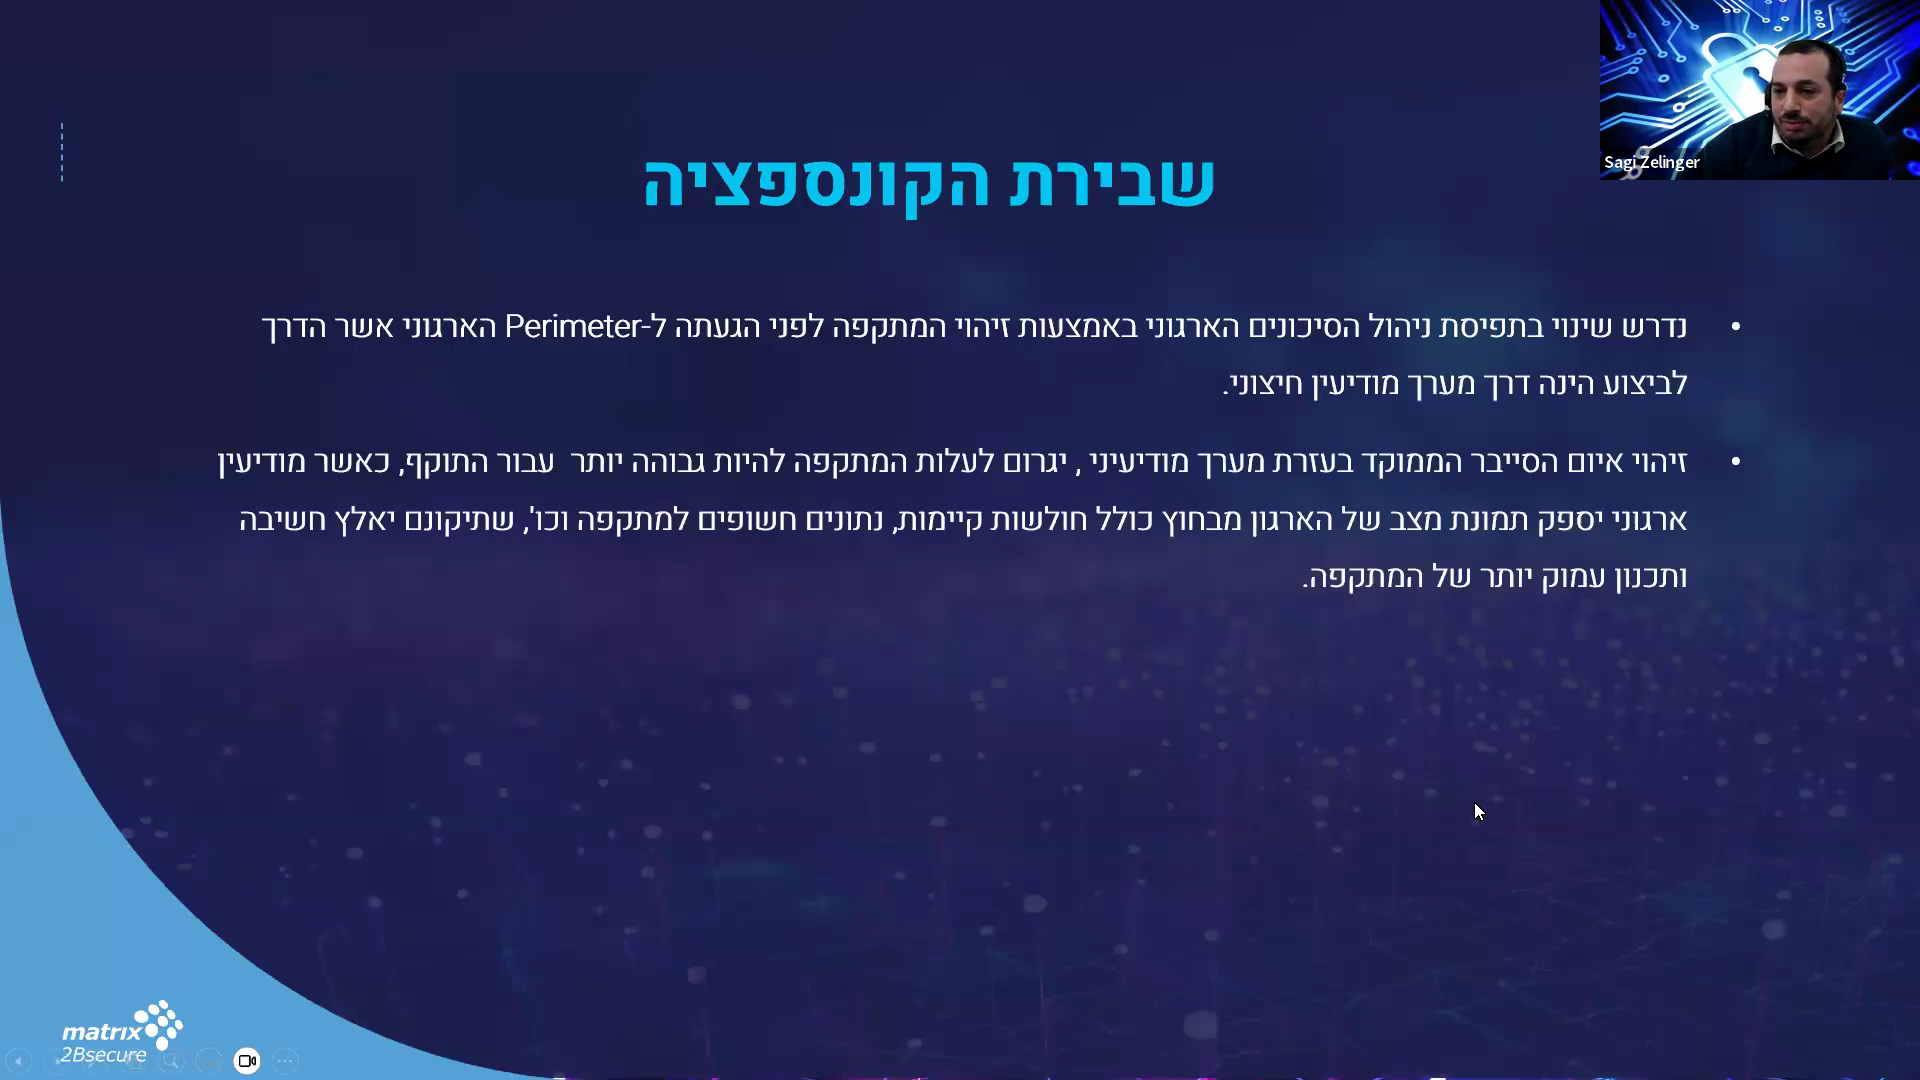 Sagi Zelinger
שבירת הקונספציה
• נדרש שינוי בתפיסת ניהול הסיכונים הארגוני באמצעות זיהוי המתקפה לפני הגעתה ל-Perimeter הארגוני אשר הדרך
לביצוע הינה דרך מערך מודיעין חיצוני.
• זיהוי איום הסייבר הממוקד בעזרת מערך מודיעיני , יגרום לעלות המתקפה להיות גבוהה יותר  עבור התוקף, כאשר מודיעין
ארגוני יספק תמונת מצב של הארגון מבחוץ כולל חולשות קיימות, נתונים חשופים למתקפה וכו', שתיקונם יאלץ חשיבה
ותכנון עמוק יותר של המתקפה.
matrix
2Bsecure